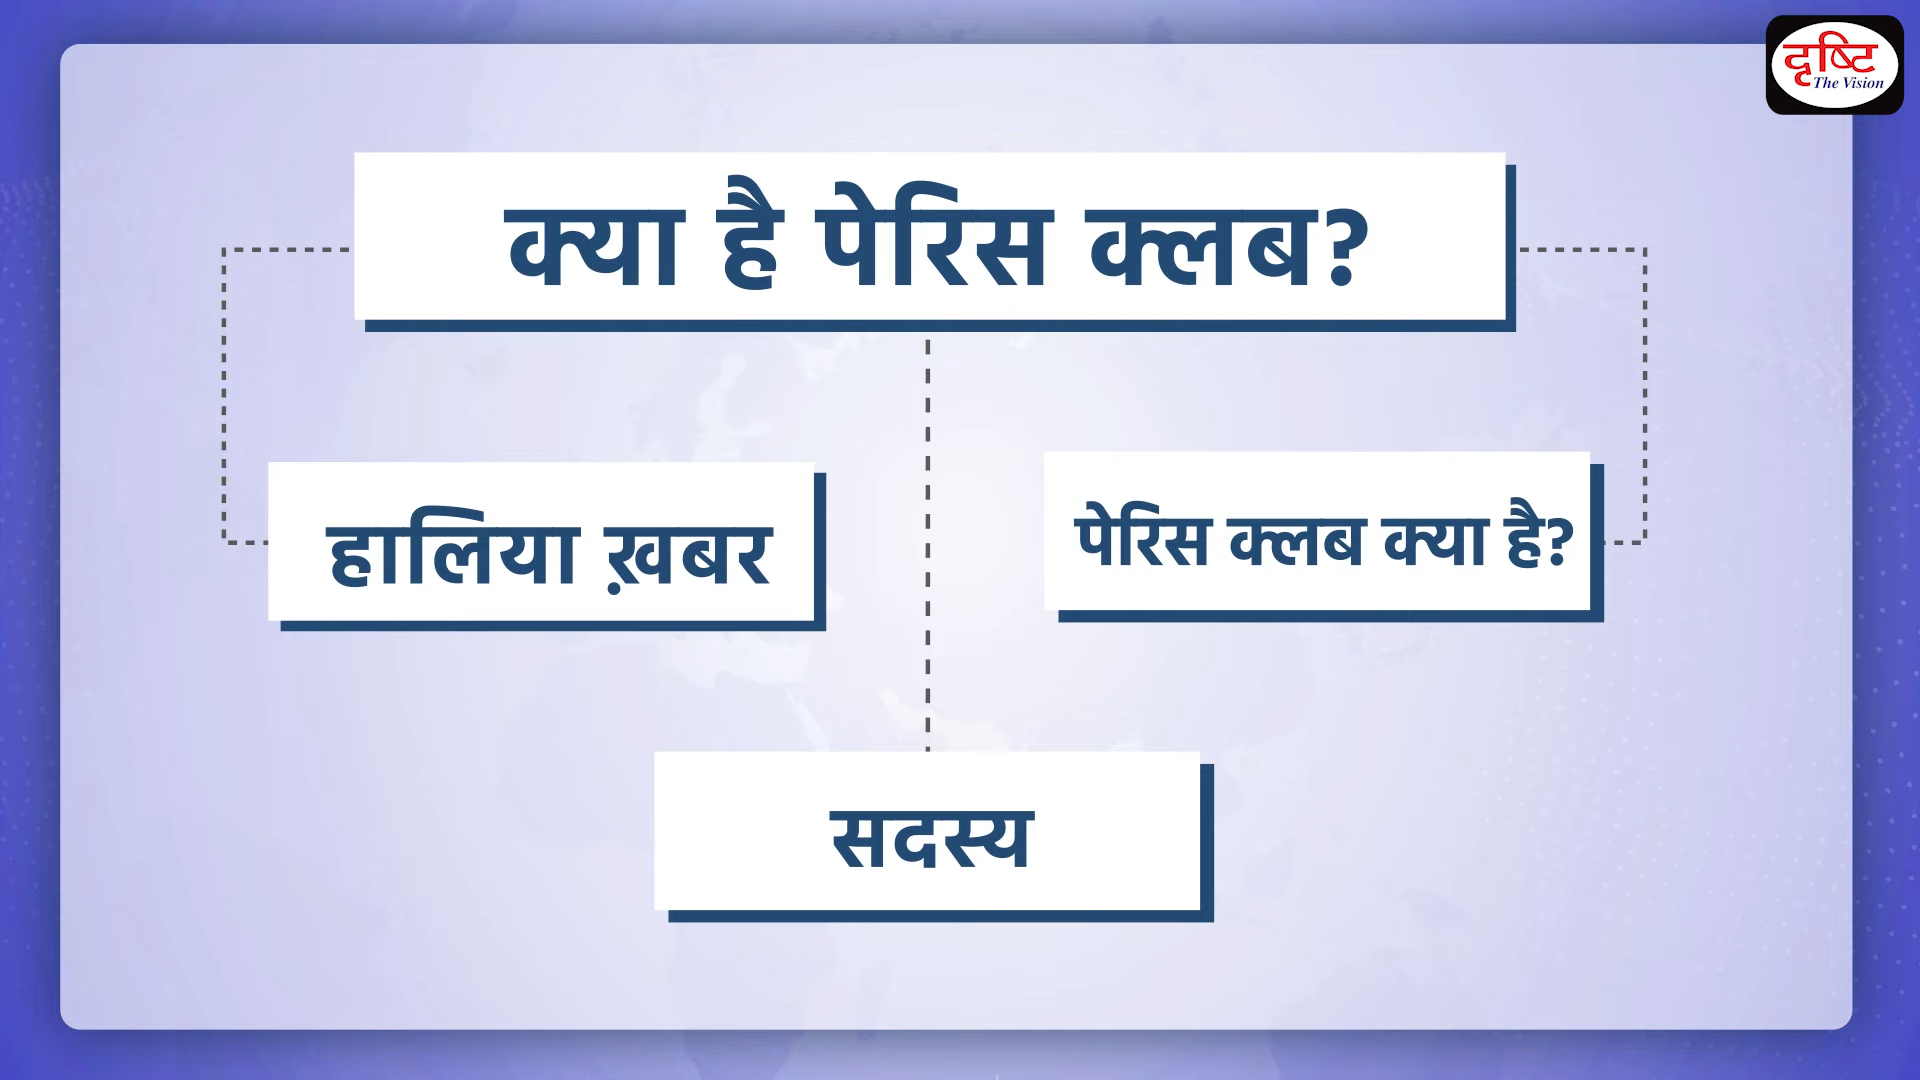 दृष्टि
The Vision
क्या है पेरिस क्लब?
हालिया ख़बर
पेरिस क्लब क्या है?
सदस्य